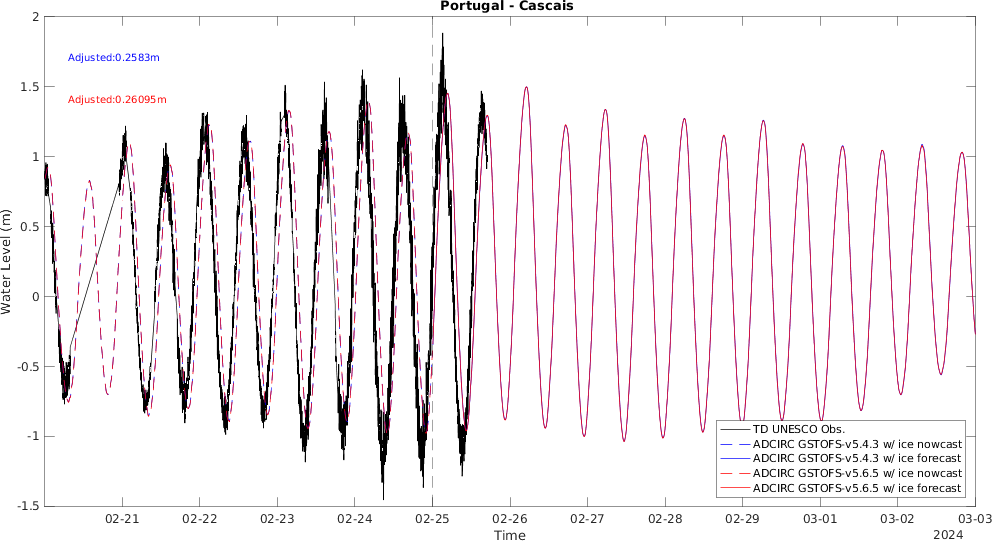 Portugal - Cascais
2
1.5
1
0.5
0
-0.5
-1
-1.5
Water Level (m)
Adjusted:0.2583m
Adjusted:0.26095m
TD UNESCO Obs.
ADCIRC GSTOFS-v5.4.3 w/ ice nowcast
ADCIRC GSTOFS-v5.4.3 w/ ice forecast
ADCIRC GSTOFS-v5.6.5 w/ ice nowcast
ADCIRC GSTOFS-v5.6.5 w/ ice forecast
02-21 02-22 02-23 02-24 02-25 02-26 02-27 02-28 02-29 03-01 03-02 03-03
Time
2024